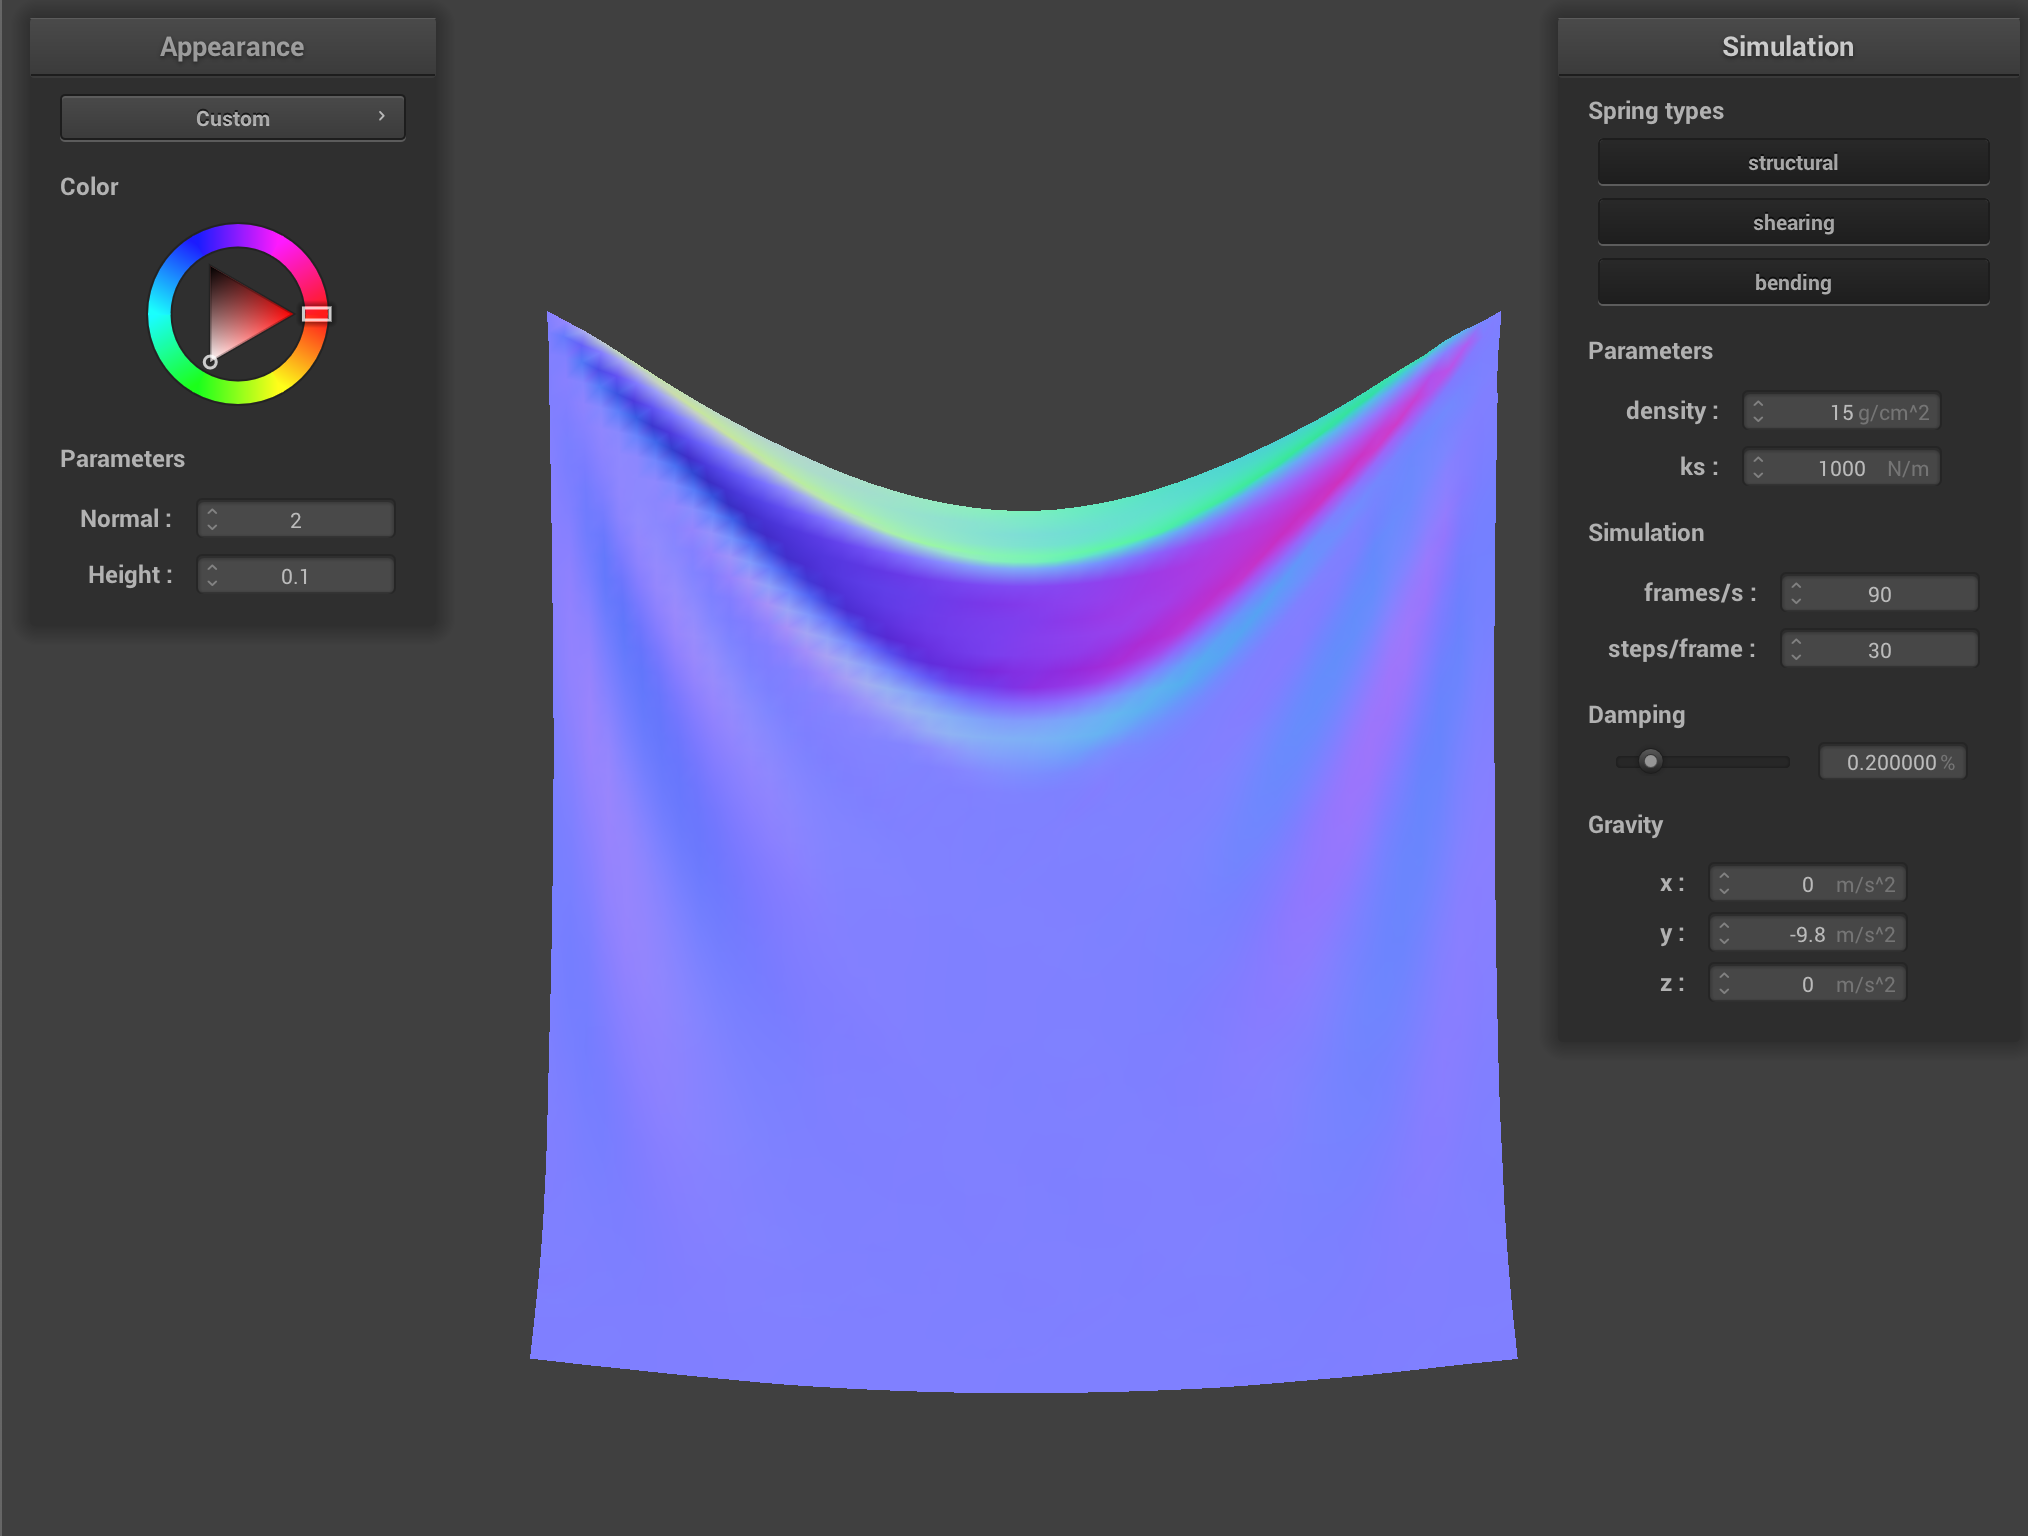 Appearance
Custom ›
Color
Parameters
Normal : 2
Height : 0.1
Simulation
Spring types
structural
shearing
bending
Parameters
density : 15 g/cm^2
ks : 1000 N/m
Simulation
frames/s : 90
steps/frame : 30
Damping
0.200000 %
Gravity
x : 0 m/s^2
y : -9.8 m/s^2
z : 0 m/s^2